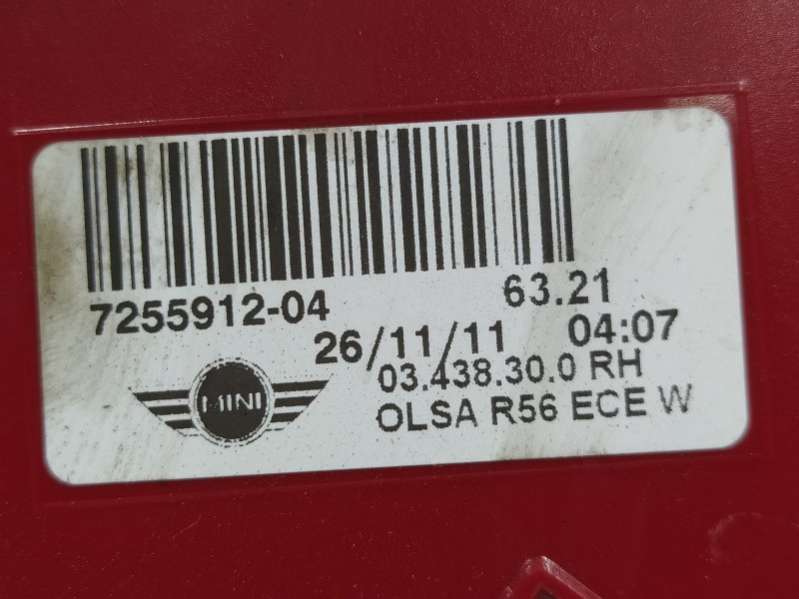 7255912-04 63.21
26/11/11 04:07
03.438.30.0 RH
MINI
OLSA R56 ECE W